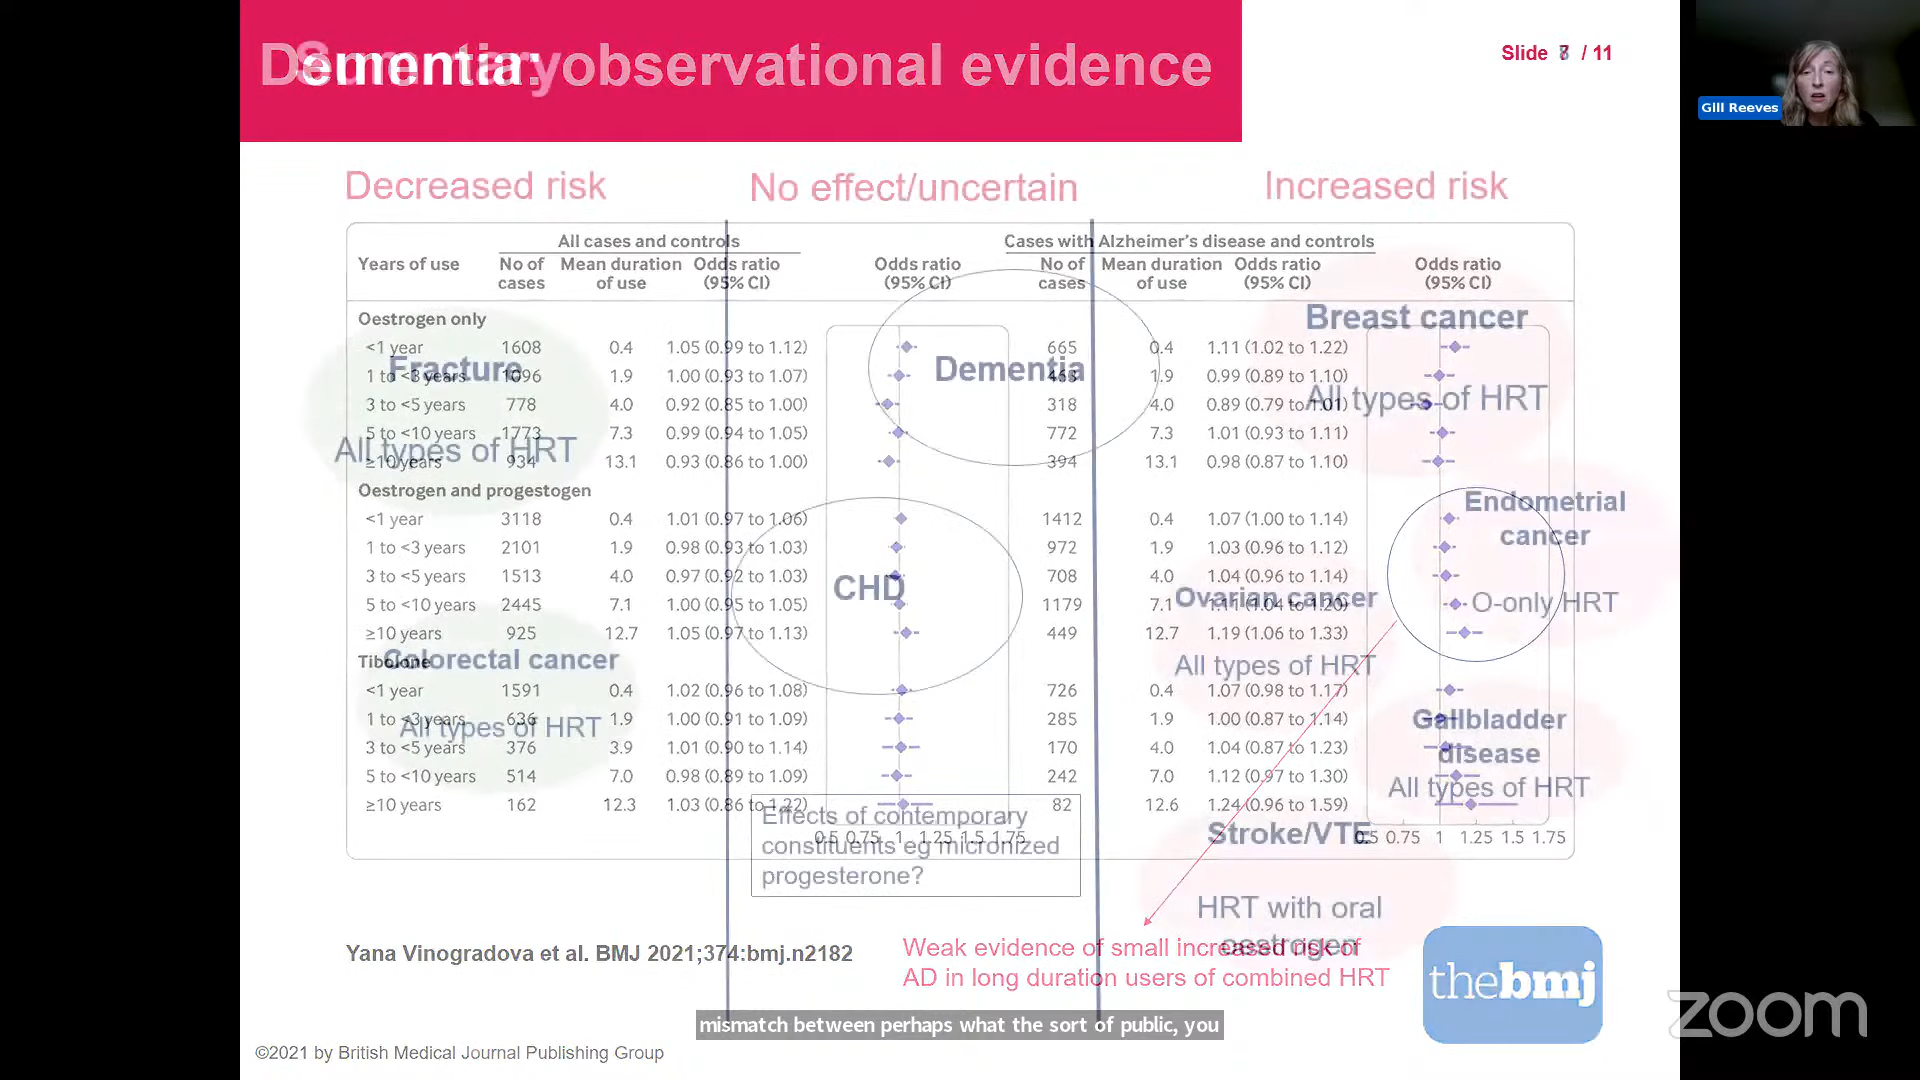 Dementia: observational evidence
Summary
Slide 7 / 11
Gill Reeves
Decreased risk
No effect/uncertain
Increased risk
All cases and controls
Cases with Alzheimer's disease and controls
Years of use
No of cases
Mean duration of use
Odds ratio (95% CI)
Odds ratio (95% CI)
No of cases
Mean duration of use
Odds ratio (95% CI)
Odds ratio (95% CI)
Oestrogen only
<1 year 1608 0.4 1.05 (0.99 to 1.12) 665 0.4 1.11 (1.02 to 1.22)
1 to <3 years 1096 1.9 1.00 (0.93 to 1.07) 1.9 0.99 (0.89 to 1.10)
3 to <5 years 778 4.0 0.92 (0.85 to 1.00) 318 4.0 0.89 (0.79 to 1.01)
5 to <10 years 1773 7.3 0.99 (0.94 to 1.05) 772 7.3 1.01 (0.93 to 1.11)
≥10 years 934 13.1 0.93 (0.86 to 1.00) 394 13.1 0.98 (0.87 to 1.10)
Oestrogen and progestogen
<1 year 3118 0.4 1.01 (0.97 to 1.06) 1412 0.4 1.07 (1.00 to 1.14)
1 to <3 years 2101 1.9 0.98 (0.93 to 1.03) 972 1.9 1.03 (0.96 to 1.12)
3 to <5 years 1513 4.0 0.97 (0.92 to 1.03) 708 4.0 1.04 (0.96 to 1.14)
5 to <10 years 2445 7.1 1.00 (0.95 to 1.05) 1179 7.1 1.11 (1.04 to 1.20)
≥10 years 925 12.7 1.05 (0.97 to 1.13) 449 12.7 1.19 (1.06 to 1.33)
Tibolone
<1 year 1591 0.4 1.02 (0.96 to 1.08) 726 0.4 1.07 (0.98 to 1.17)
1 to <3 years 636 1.9 1.00 (0.91 to 1.09) 285 1.9 1.00 (0.87 to 1.14)
3 to <5 years 376 3.9 1.01 (0.90 to 1.14) 170 4.0 1.04 (0.87 to 1.23)
5 to <10 years 514 7.0 0.98 (0.89 to 1.09) 242 7.0 1.12 (0.97 to 1.30)
≥10 years 162 12.3 1.03 (0.86 to 1.22) 82 12.6 1.24 (0.96 to 1.59)
0.5 0.75 1 1.25 1.5 1.75
0.5 0.75 1 1.25 1.5 1.75
Fracture
All types of HRT
Colorectal cancer
All types of HRT
Dementia
CHD
Effects of contemporary
constituents eg micronized
progesterone?
Breast cancer
All types of HRT
Endometrial
cancer
O-only HRT
Ovarian cancer
All types of HRT
Gallbladder
disease
All types of HRT
Stroke/VTE
HRT with oral
oestrogen
Weak evidence of small increased risk of
AD in long duration users of combined HRT
Yana Vinogradova et al. BMJ 2021;374:bmj.n2182
thebmj
mismatch between perhaps what the sort of public, you
©2021 by British Medical Journal Publishing Group
zoom